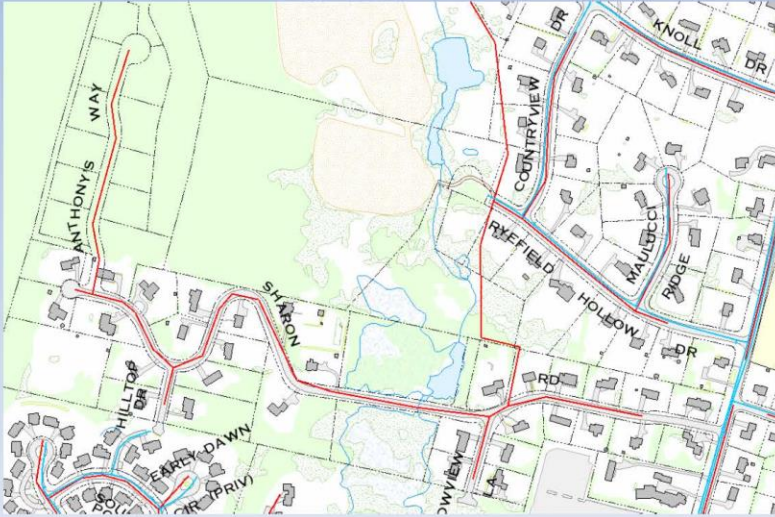 KNOLL
DR
DR
COUNTRYVIEW
ANTHONY'S
WAY
MAULUCCI
RIDGE
RYEFIELD
HOLLOW
DR
SHARON
RD
HILLTOP
DR
EARLY DAWN
CIR (PRIV)
OWVIEW
LA